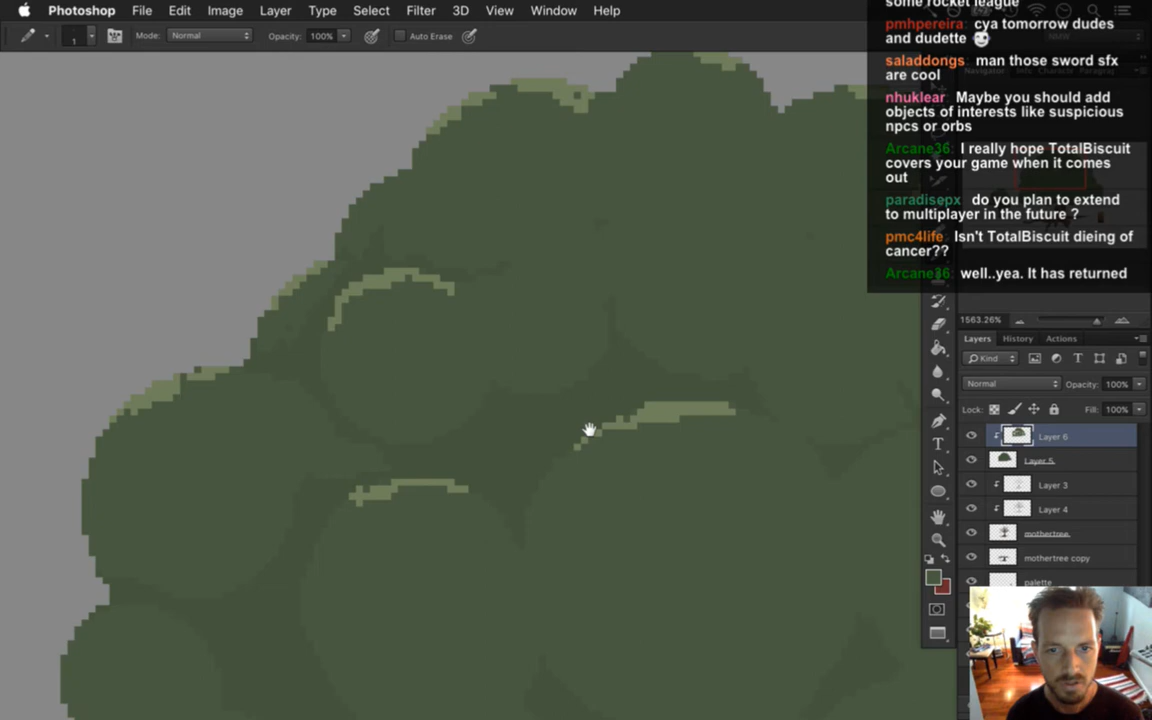 Photoshop File Edit Image Layer Type Select Filter 3D View Window Help
some rocket league
1 Mode: Normal Opacity: 100% Auto Erase
pmhpereira: cya tomorrow dudes
and dudette
saladdongs: man those sword sfx
are cool
nhuklear Maybe you should add
objects of interests like suspicious
npcs or orbs
Arcane36: I really hope TotalBiscuit
covers your game when it comes
out
paradisepx: do you plan to extend
to multiplayer in the future ?
pmc4life: Isn't TotalBiscuit dieing of
cancer??
Arcane36: well..yea. It has returned
1563.26%
Layers History Actions
Kind
Normal Opacity: 100%
Lock: Fill: 100%
Layer 6
Layer 5
Layer 3
Layer 4
mothertree
mothertree copy
palette